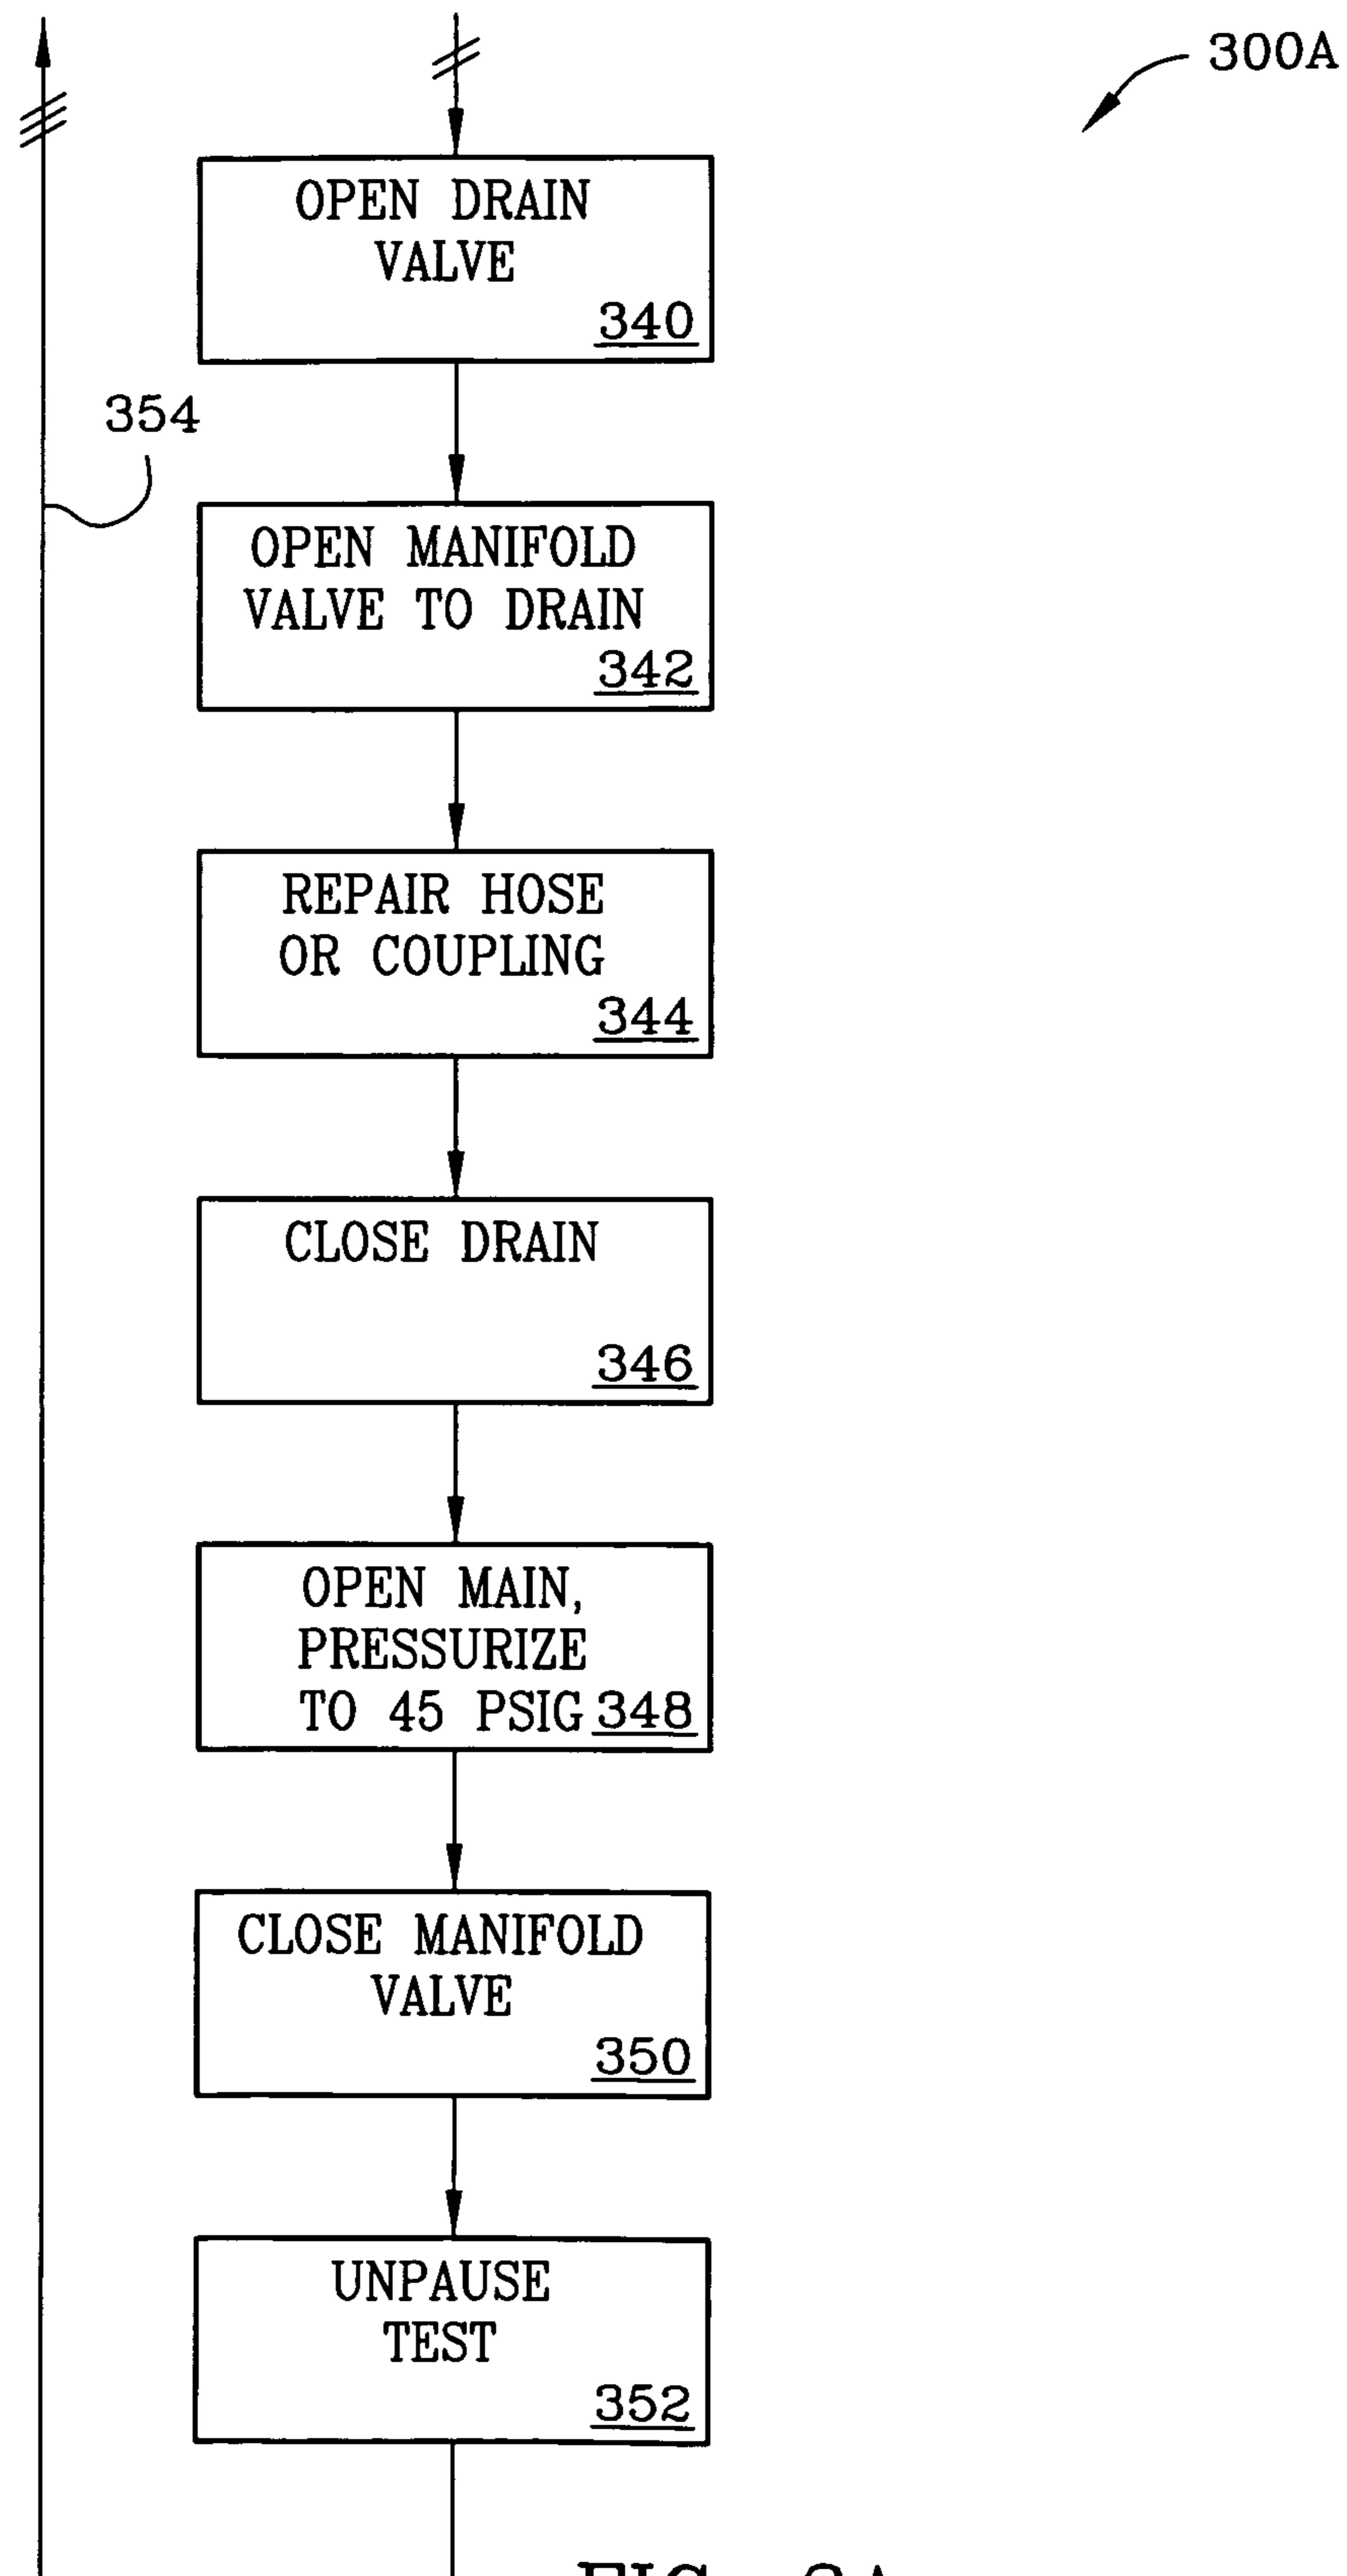 300A
OPEN DRAIN
VALVE
340
354
OPEN MANIFOLD
VALVE TO DRAIN
342
REPAIR HOSE
OR COUPLING
344
CLOSE DRAIN
346
OPEN MAIN,
PRESSURIZE
TO 45 PSIG 348
CLOSE MANIFOLD
VALVE
350
UNPAUSE
TEST
352